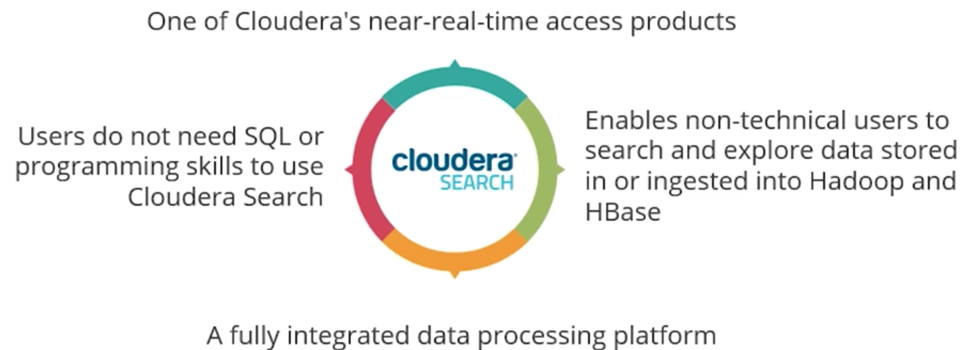 One of Cloudera's near-real-time access products
Users do not need SQL or
programming skills to use
Cloudera Search
cloudera
SEARCH
Enables non-technical users to
search and explore data stored
in or ingested into Hadoop and
HBase
A fully integrated data processing platform